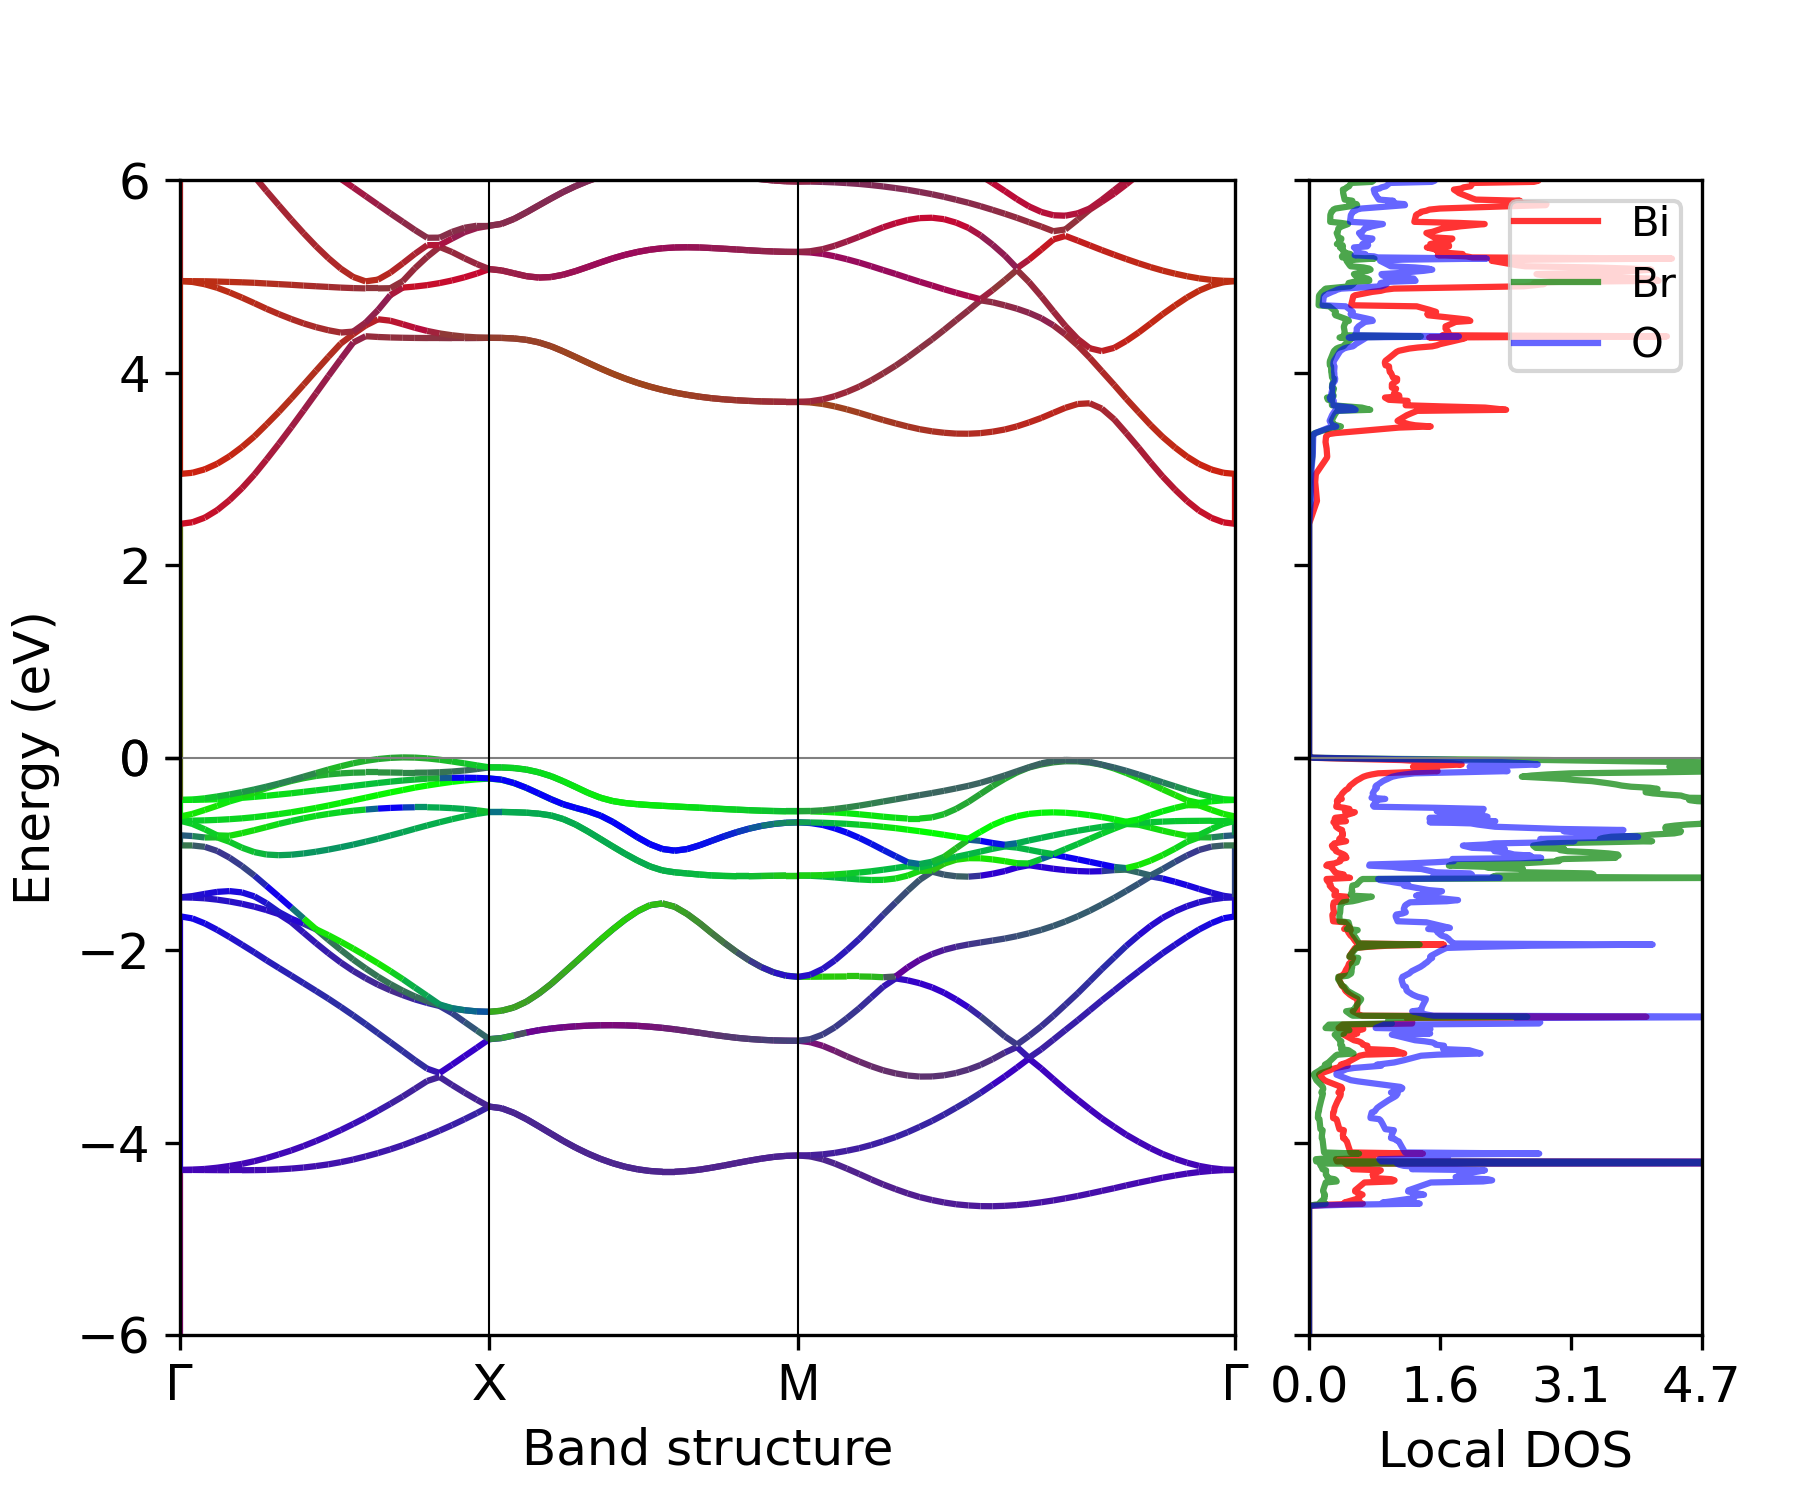 6
4
2
0
−2
−4
−6
Energy (eV)
Γ X M Γ
Band structure
Bi
Br
O
0.0 1.6 3.1 4.7
Local DOS